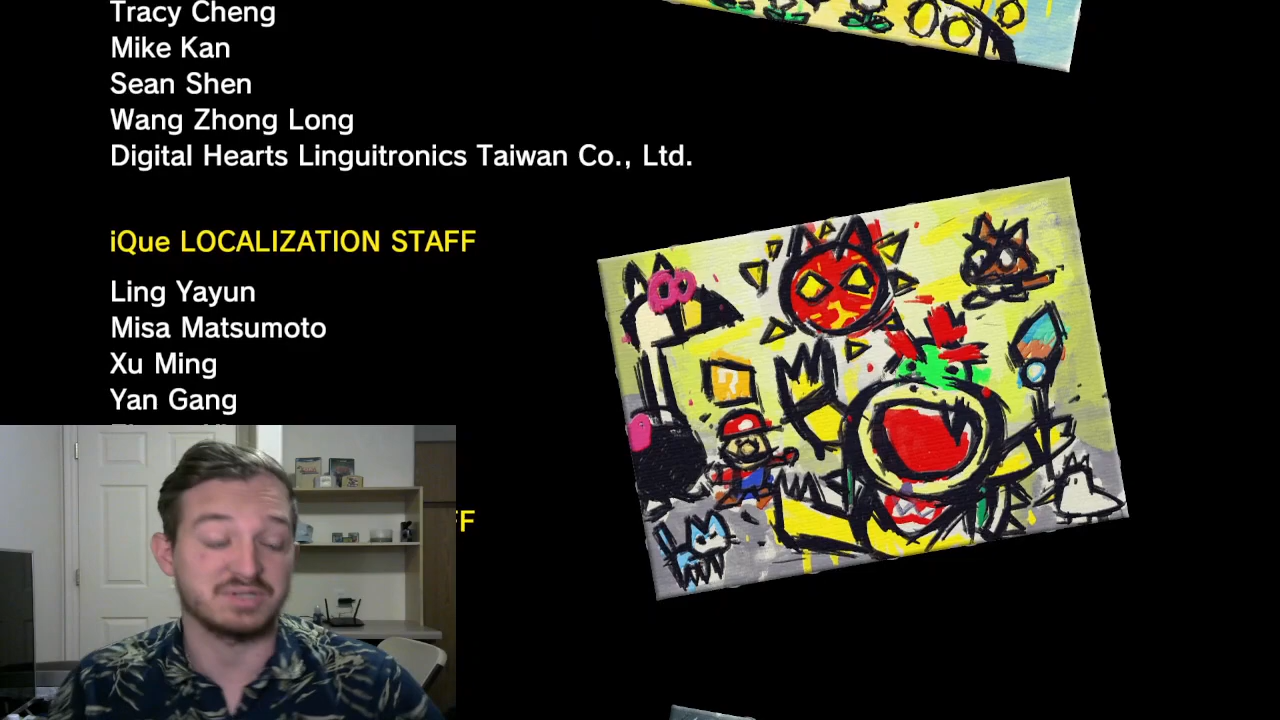 Tracy Cheng
Mike Kan
Sean Shen
Wang Zhong Long
Digital Hearts Linguitronics Taiwan Co., Ltd.
iQue LOCALIZATION STAFF
Ling Yayun
Misa Matsumoto
Xu Ming
Yan Gang
?